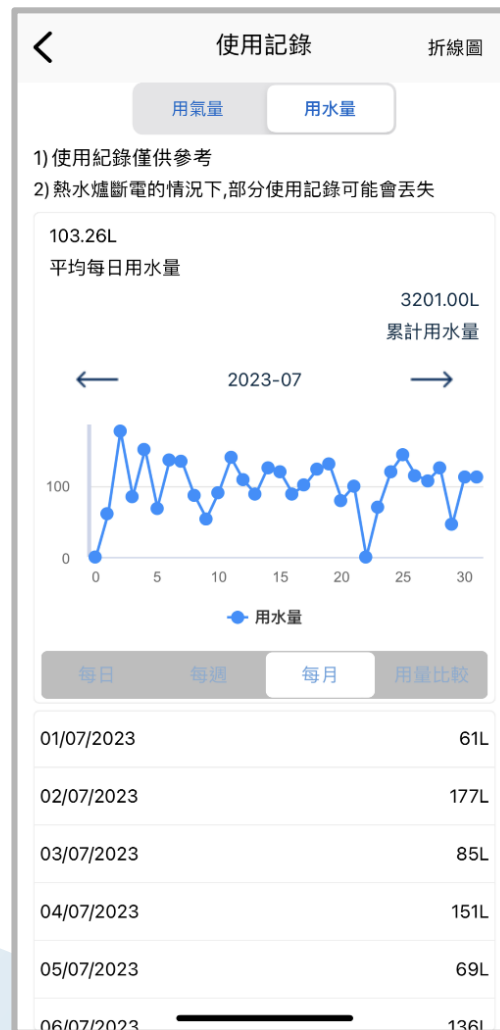 使用記錄
折線圖
用氣量
用水量
1)使用紀錄僅供參考
2)熱水爐斷電的情況下,部分使用記錄可能會丟失
103.26L
平均每日用水量
3201.00L
累計用水量
2023-07
100
0
0 5 10 15 20 25 30
用水量
每日 每週 每月 用量比較
01/07/2023 61L
02/07/2023 177L
03/07/2023 85L
04/07/2023 151L
05/07/2023 69L
06/07/2023 136L